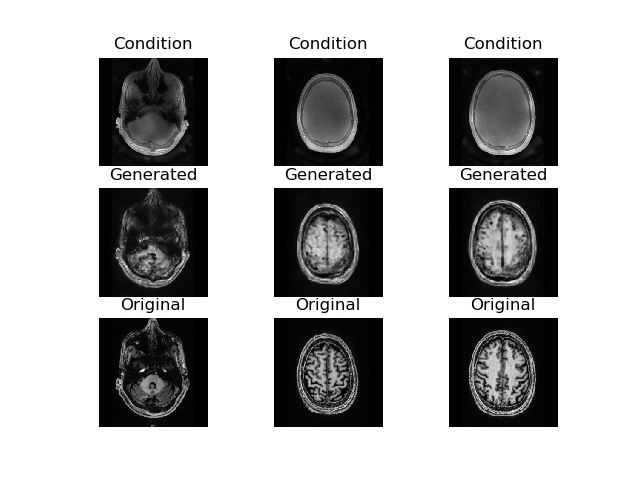 Condition Condition Condition
Generated Generated Generated
Original Original Original